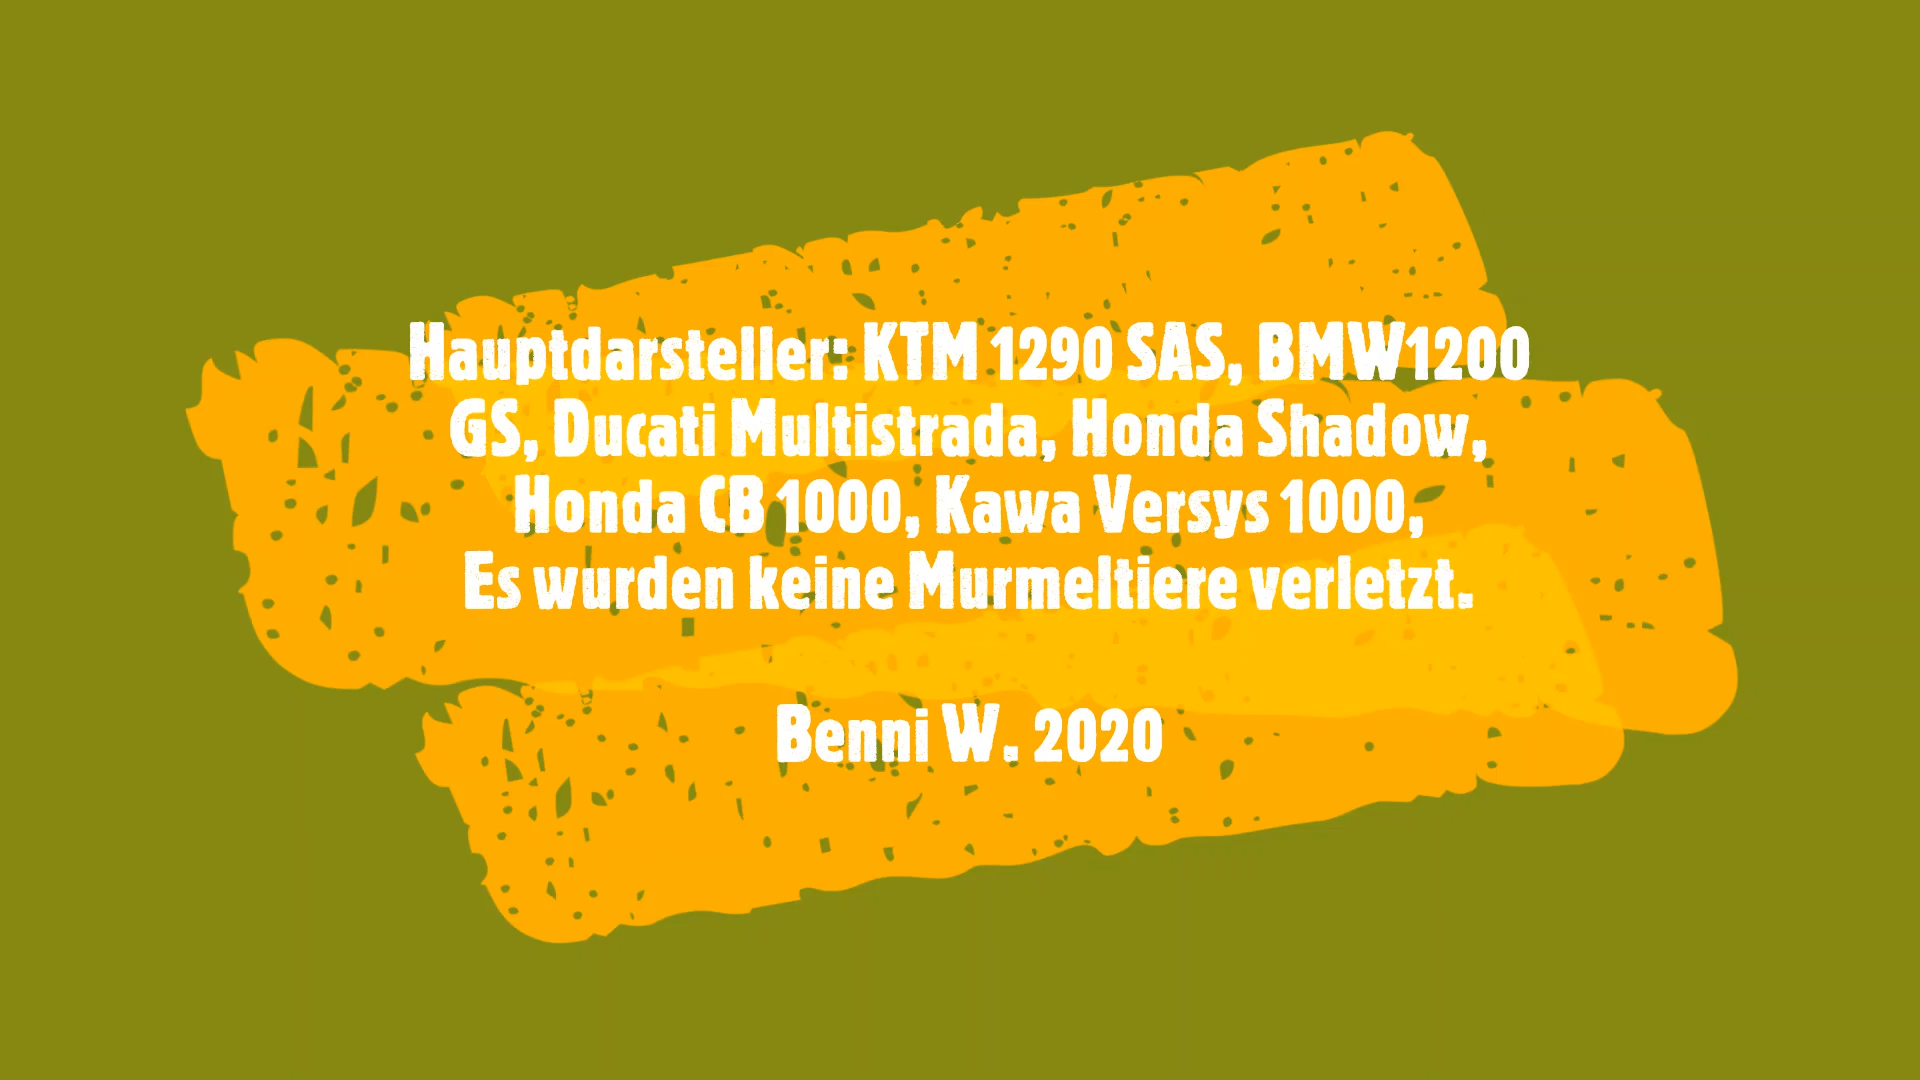 Hauptdarsteller: KTM 1290 SAS, BMW1200
GS, Ducati Multistrada, Honda Shadow,
Honda CB 1000, Kawa Versys 1000,
Es wurden keine Murmeltiere verletzt.
Benni W. 2020